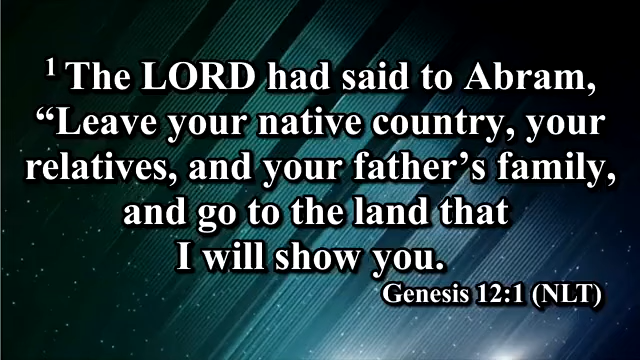 1 The LORD had said to Abram,
“Leave your native country, your
relatives, and your father’s family,
and go to the land that
I will show you.
Genesis 12:1 (NLT)